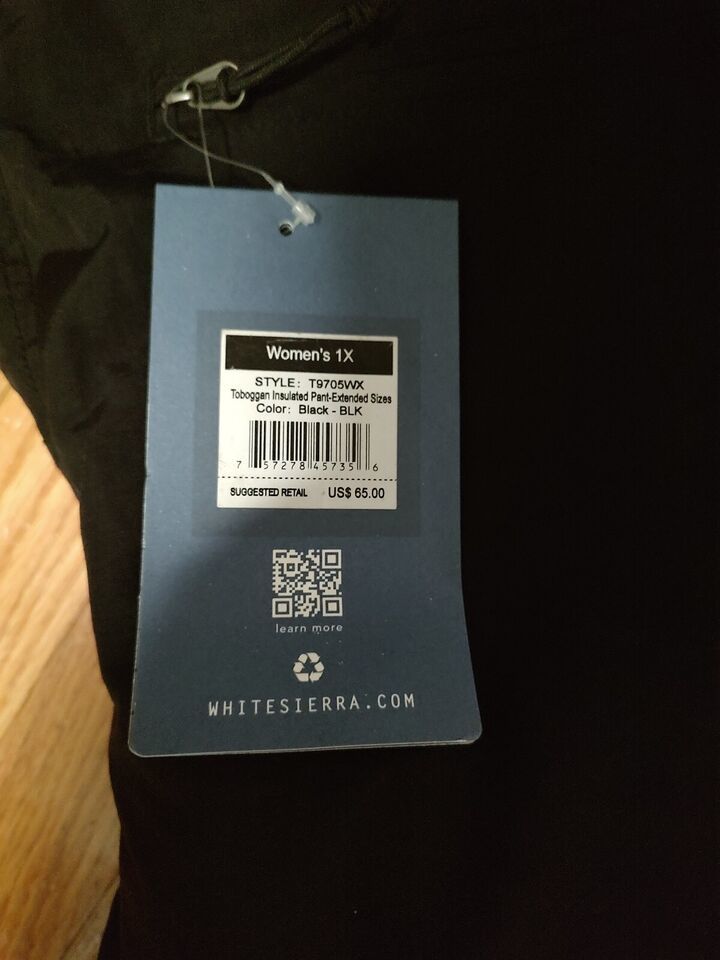 Women's 1X
STYLE: T9705WX
Toboggan Insulated Pant-Extended Sizes
Color: Black - BLK
7 57278 45735 6
SUGGESTED RETAIL US$ 65.00
learn more
WHITESIERRA.COM